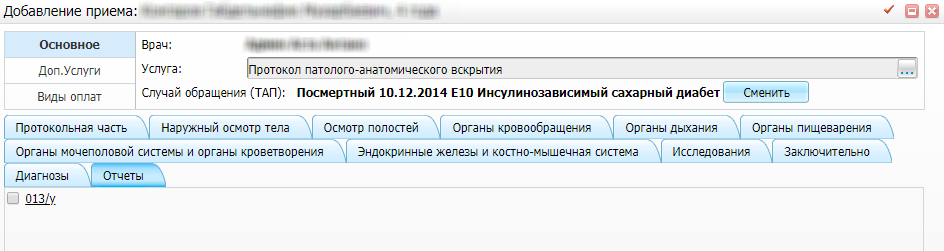 Добавление приема:
Основное
Врач:
Доп.Услуги
Услуга: Протокол патолого-анатомического вскрытия ...
Виды оплат
Случай обращения (ТАП): Посмертный 10.12.2014 E10 Инсулинозависимый сахарный диабет Сменить
Протокольная часть Наружный осмотр тела Осмотр полостей Органы кровообращения Органы дыхания Органы пищеварения
Органы мочеполовой системы и органы кроветворения Эндокринные железы и костно-мышечная система Исследования Заключительно
Диагнозы Отчеты
013/у